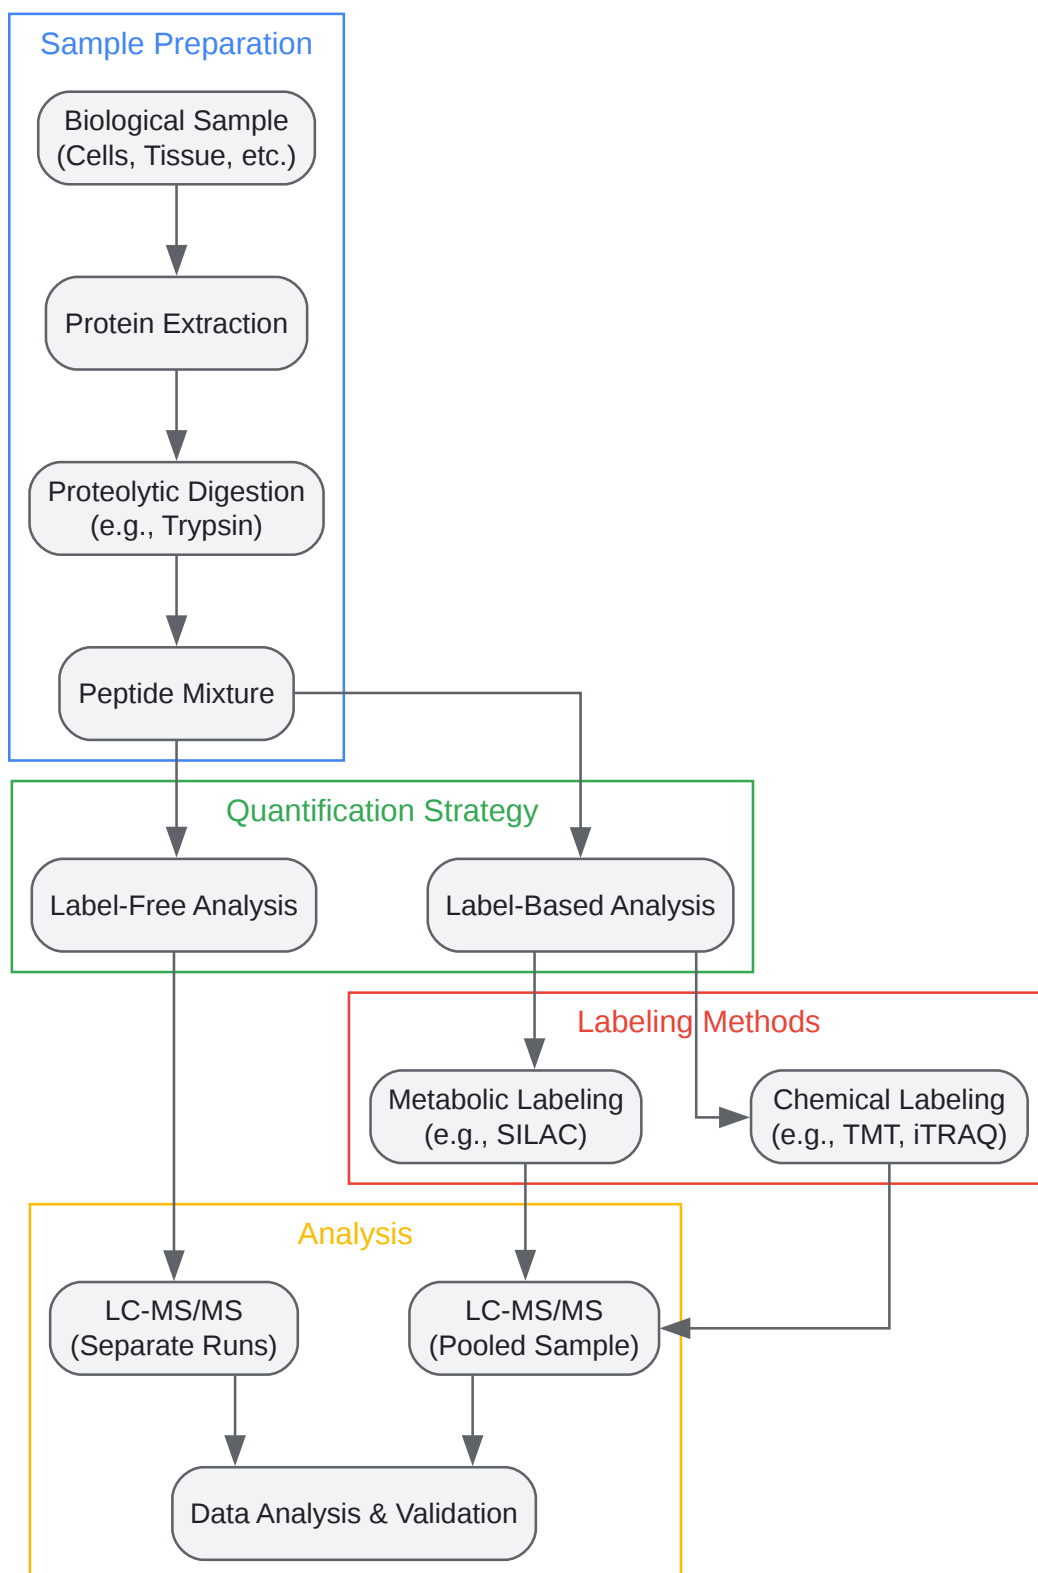 Sample Preparation
Biological Sample
(Cells, Tissue, etc.)
Protein Extraction
Proteolytic Digestion
(e.g., Trypsin)
Peptide Mixture
Quantification Strategy
Label-Free Analysis
Label-Based Analysis
Labeling Methods
Metabolic Labeling
(e.g., SILAC)
Chemical Labeling
(e.g., TMT, iTRAQ)
Analysis
LC-MS/MS
(Separate Runs)
LC-MS/MS
(Pooled Sample)
Data Analysis & Validation